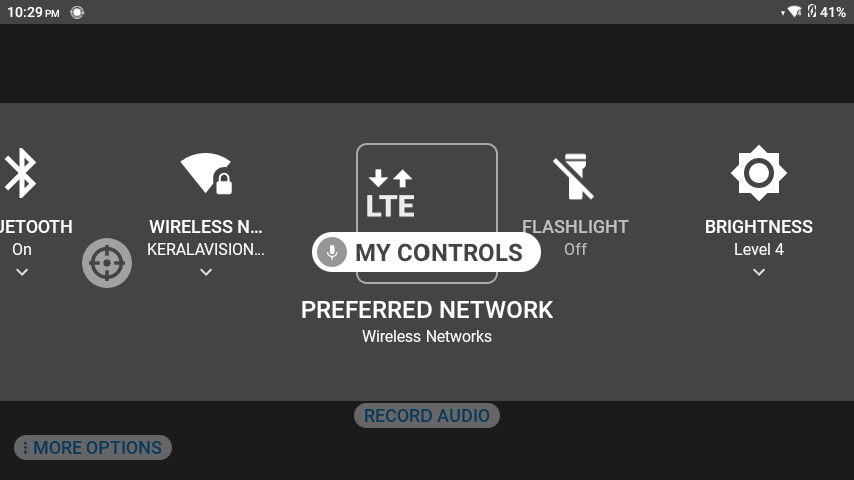 10:29 PM
41%
LTE
UETOOTH
On
WIRELESS N...
KERALAVISION...
MY CONTROLS
FLASHLIGHT
Off
BRIGHTNESS
Level 4
PREFERRED NETWORK
Wireless Networks
RECORD AUDIO
MORE OPTIONS